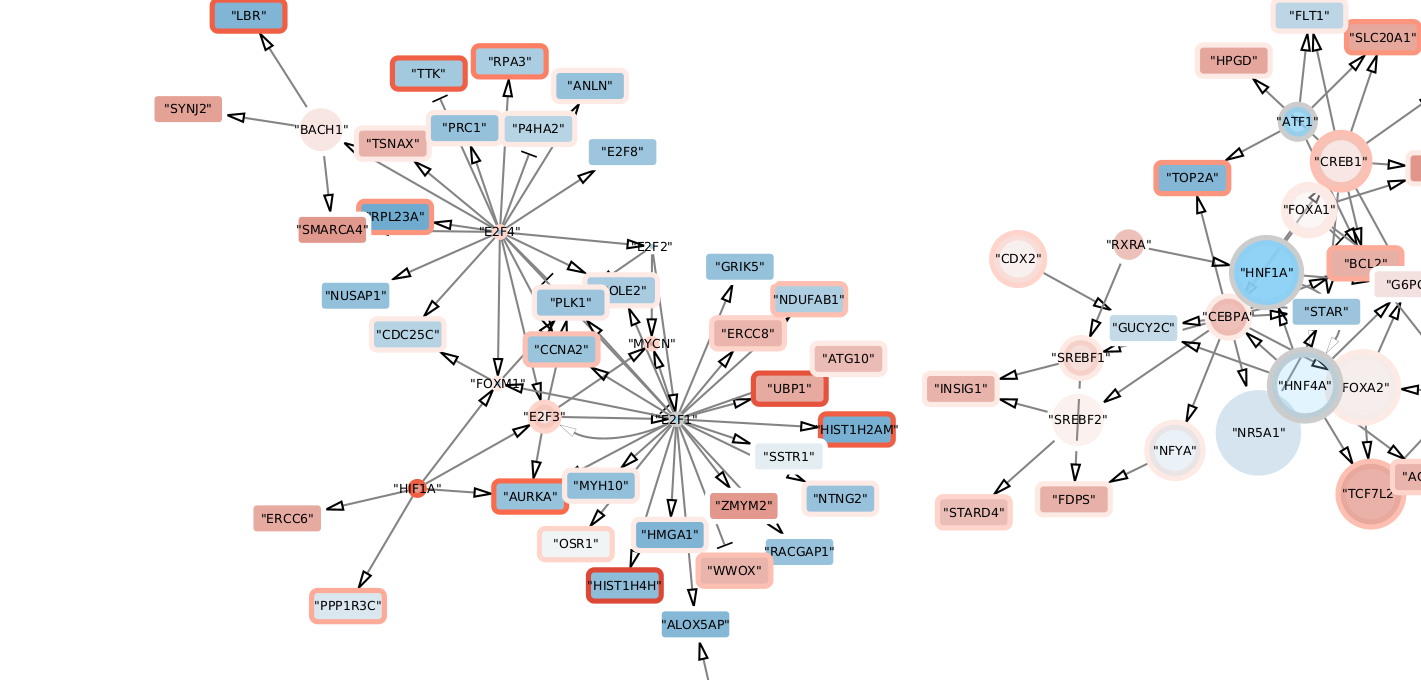 "LBR"
"FLT1"
"SLC20A1"
"RPA3"
"HPGD"
"TTK"
"ANLN"
"SYNJ2"
"ATF1"
"BACH1"
"PRC1"
"P4HA2"
"TSNAX"
"E2F8"
"CREB1"
"TOP2A"
"FOXA1"
"RPL23A"
"SMARCA4"
"E2F4"
"E2F2"
"RXRA"
"CDX2"
"BCL2"
"GRIK5"
"HNF1A"
"NUSAP1"
"PLK1"
"NDUFAB1"
"STAR"
"CEBPA"
"GUCY2C"
"CDC25C"
"ERCC8"
"MYCN"
"CCNA2"
"ATG10"
"SREBF1"
"FOXM1"
"UBP1"
"INSIG1"
"HNF4A"
FOXA2"
"E2F3"
"E2F1"
"SREBF2"
"HIST1H2AM"
"NR5A1"
"SSTR1"
"NFYA"
"HIF1A"
"MYH10"
"AURKA"
"NTNG2"
"TCF7L2
"FDPS"
"ZMYM2"
"STARD4"
"ERCC6"
"HMGA1"
"OSR1"
"RACGAP1"
"WWOX"
"HIST1H4H"
"PPP1R3C"
"ALOX5AP"